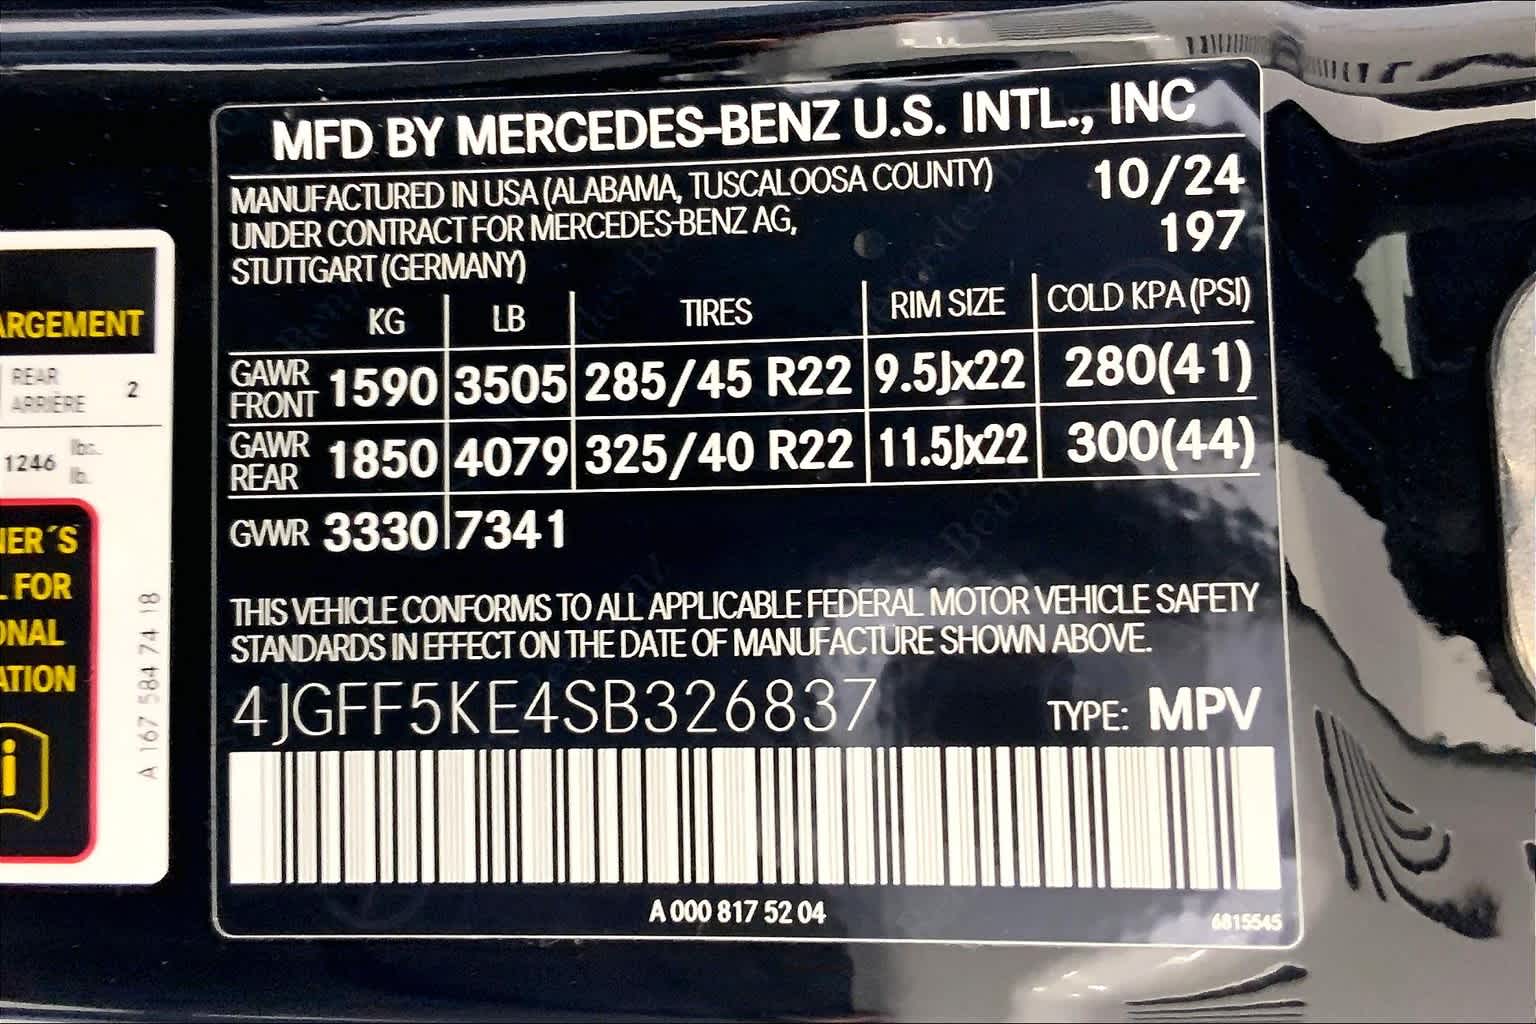 MFD BY MERCEDES-BENZ U.S. INTL., INC
MANUFACTURED IN USA (ALABAMA, TUSCALOOSA COUNTY) 10/24
UNDER CONTRACT FOR MERCEDES-BENZ AG, 197
STUTTGART (GERMANY)
KG LB TIRES RIM SIZE COLD KPA (PSI)
GAWR FRONT 1590 3505 285/45 R22 9.5Jx22 280(41)
GAWR REAR 1850 4079 325/40 R22 11.5Jx22 300(44)
GVWR 3330 7341
THIS VEHICLE CONFORMS TO ALL APPLICABLE FEDERAL MOTOR VEHICLE SAFETY
STANDARDS IN EFFECT ON THE DATE OF MANUFACTURE SHOWN ABOVE.
4JGFF5KE4SB326837 TYPE: MPV
A 000 817 52 04
6815545
ARGEMENT
REAR 2
ARRIÈRE
1246 lbs.
lb.
NER´S
L FOR
ONAL
ATION
i
A 167 584 74 18